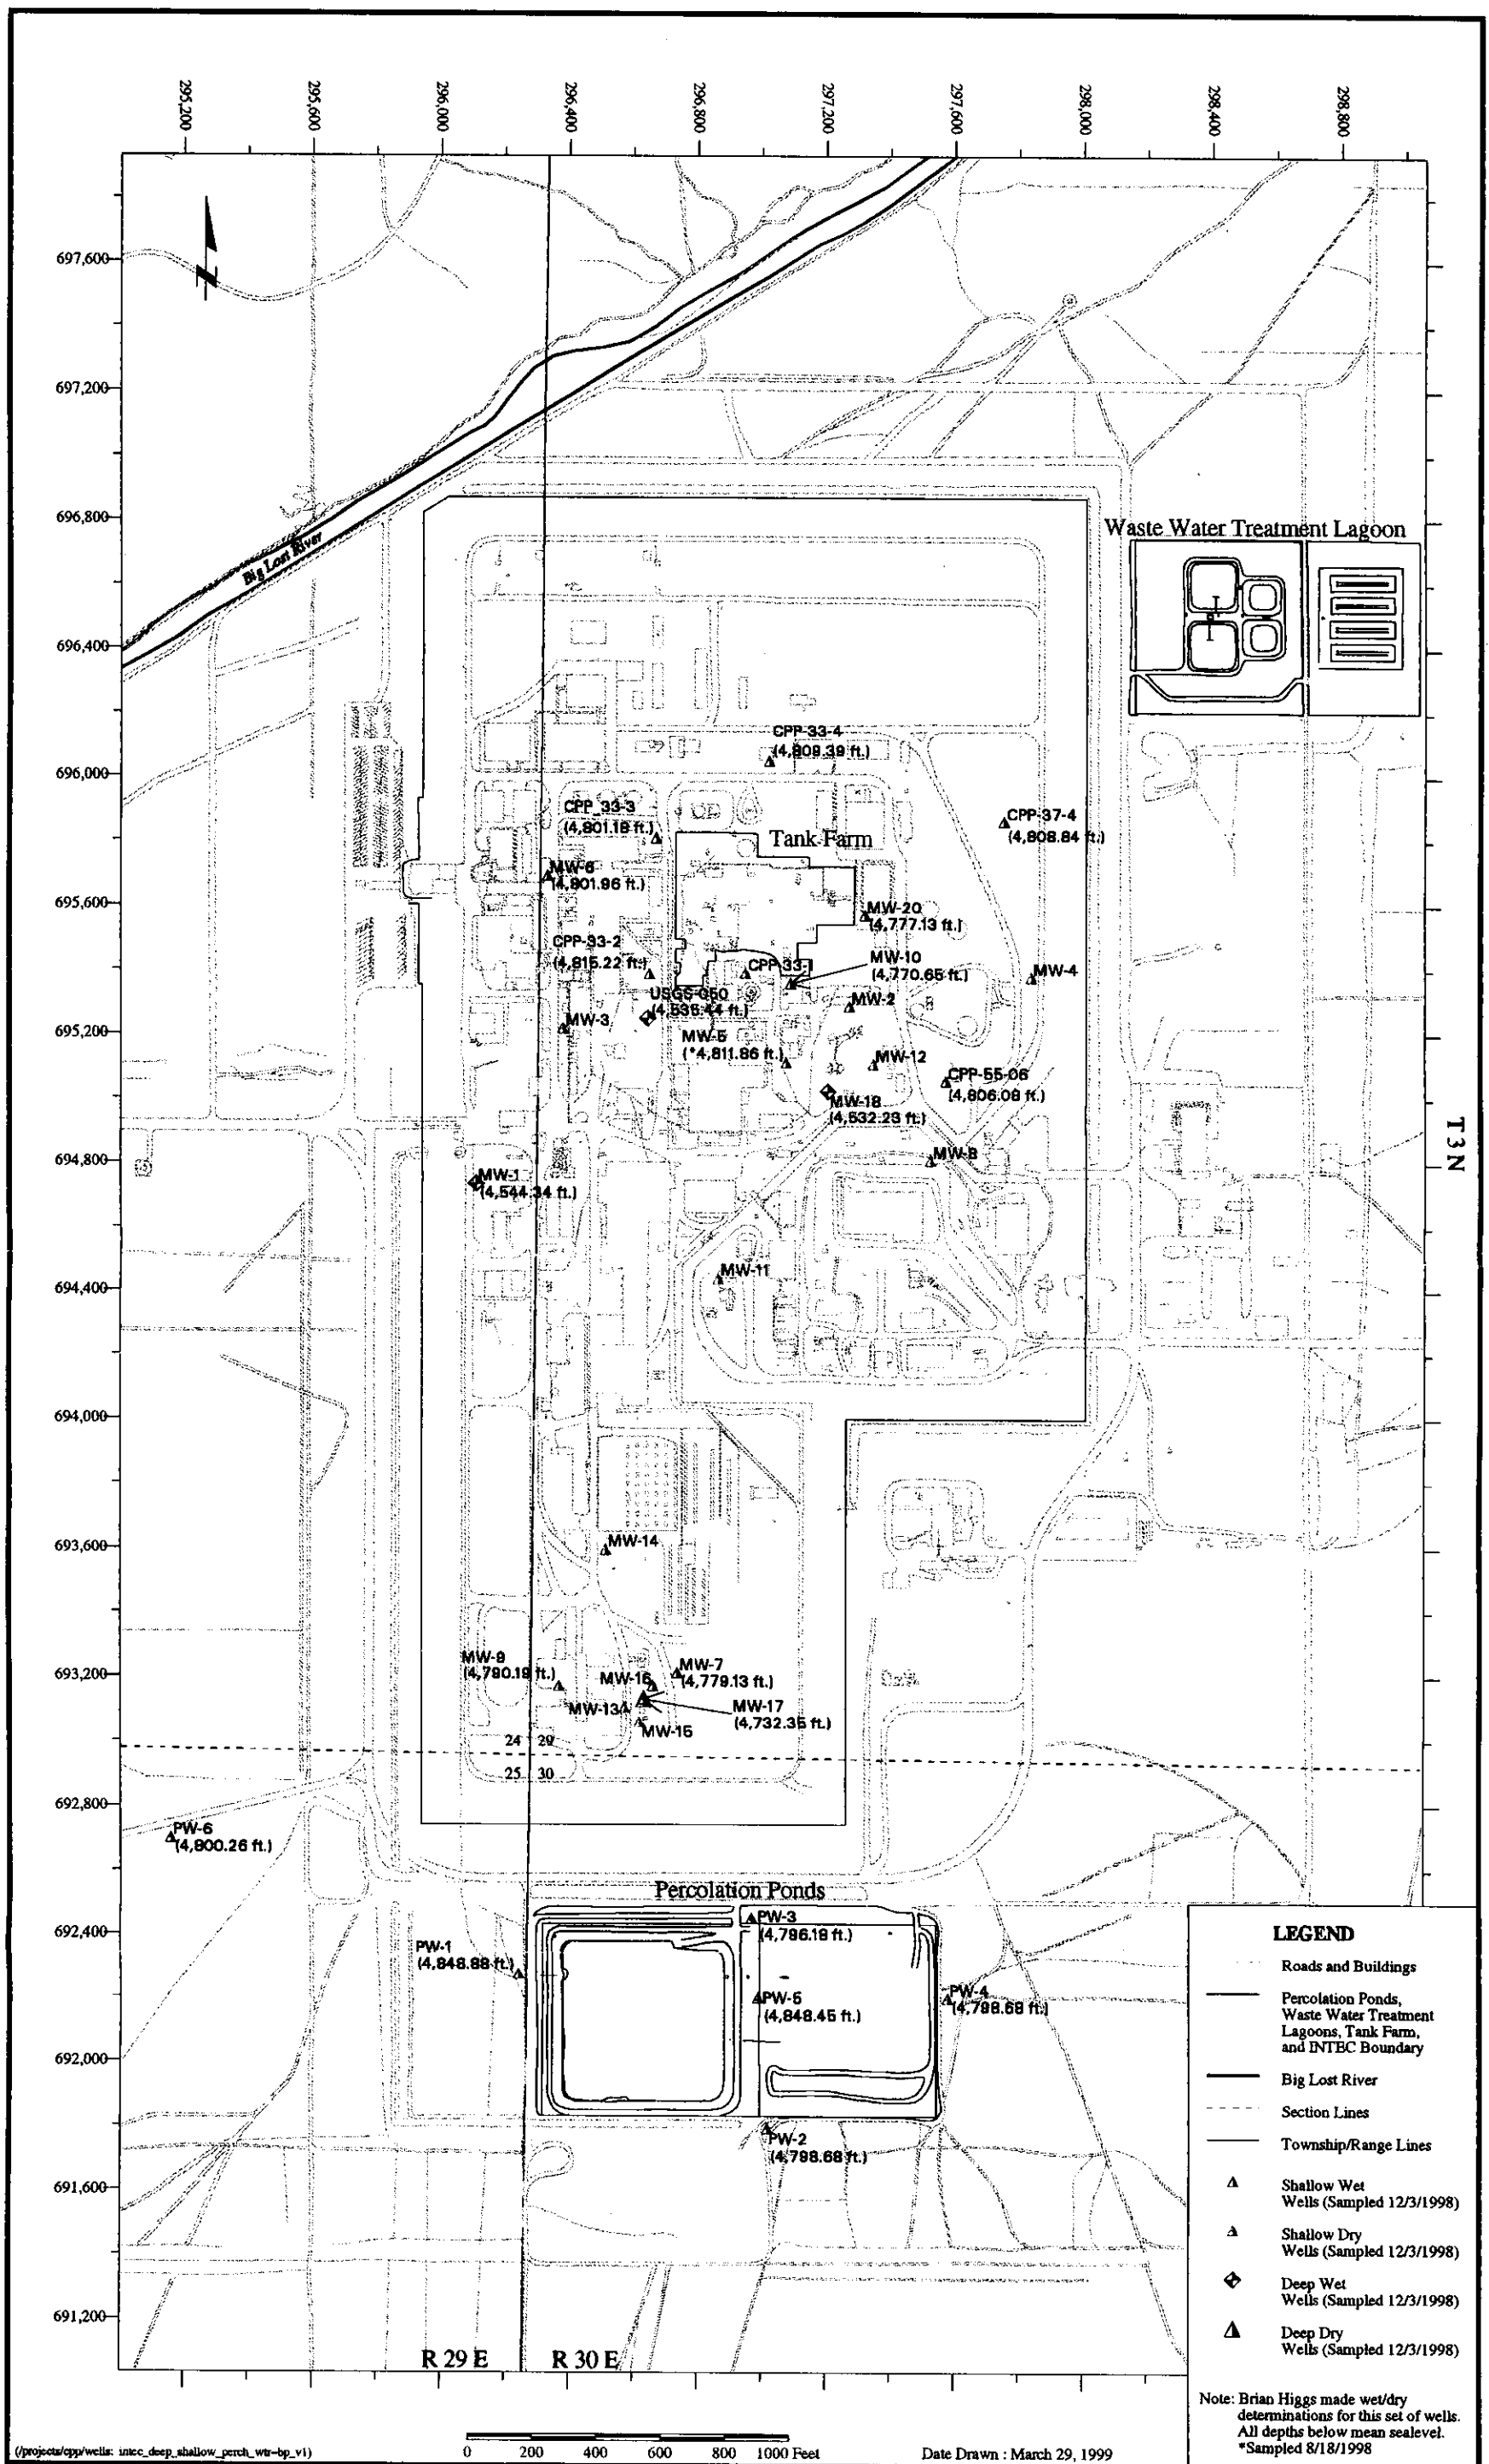 295,200
295,600
296,000
296,400
296,800
297,200
297,600
298,000
298,400
298,800
697,600
697,200
696,800
696,400
696,000
695,600
695,200
694,800
694,400
694,000
693,600
693,200
692,800
692,400
692,000
691,600
691,200
N
Big Lost River
Waste Water Treatment Lagoon
CPP-33-4
(4,809.39 ft.)
CPP_33-3
(4,801.18 ft.)
CPP-37-4
(4,808.84 ft.)
Tank Farm
MW-6
(4,801.96 ft.)
MW-20
(4,777.13 ft.)
CPP-33-2
(4,815.22 ft.)
CPP-33-1
MW-10
(4,770.65 ft.)
MW-4
USGS-050
(4,535.44 ft.)
MW-2
MW-3
MW-5
(*4,811.86 ft.)
MW-12
CPP-55-06
(4,806.08 ft.)
MW-18
(4,532.23 ft.)
MW-8
MW-1
(4,544.34 ft.)
T 3 N
MW-11
MW-14
MW-9
(4,790.19 ft.)
MW-16
MW-7
(4,779.13 ft.)
MW-13
MW-17
(4,732.35 ft.)
MW-15
24 29
25 30
PW-6
(4,800.26 ft.)
Percolation Ponds
PW-3
(4,796.19 ft.)
PW-1
(4,848.88 ft.)
PW-5
(4,848.45 ft.)
PW-4
(4,798.68 ft.)
PW-2
(4,798.68 ft.)
R 29 E R 30 E
LEGEND
Roads and Buildings
Percolation Ponds,
Waste Water Treatment
Lagoons, Tank Farm,
and INTEC Boundary
Big Lost River
Section Lines
Township/Range Lines
Shallow Wet
Wells (Sampled 12/3/1998)
Shallow Dry
Wells (Sampled 12/3/1998)
Deep Wet
Wells (Sampled 12/3/1998)
Deep Dry
Wells (Sampled 12/3/1998)
Note: Brian Higgs made wet/dry
determinations for this set of wells.
All depths below mean sealevel.
*Sampled 8/18/1998
(/projects/cpp/wells: intec_deep_shallow_perch_wtr-bp_v1)
0 200 400 600 800 1000 Feet
Date Drawn : March 29, 1999